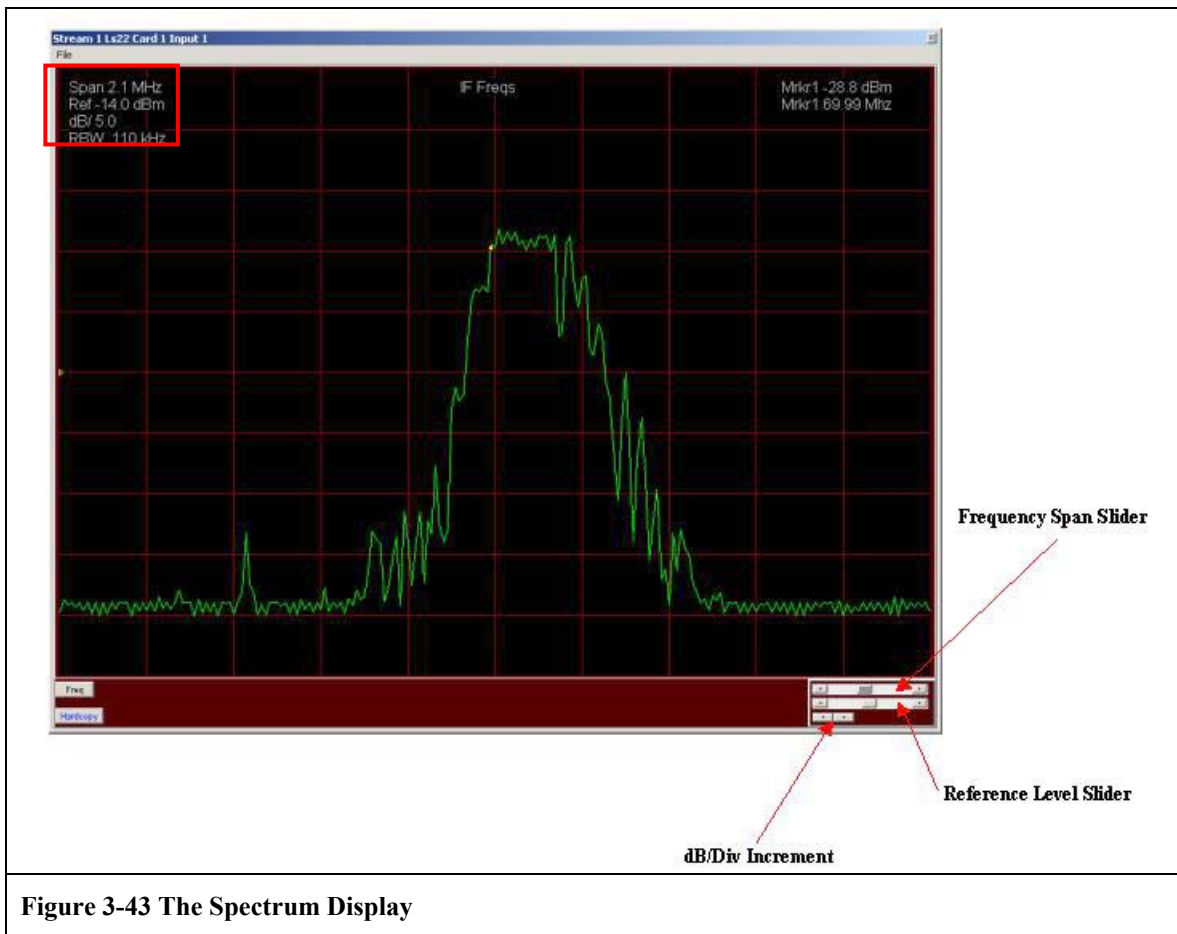 Stream 1 Ls22 Card 1 Input 1
File
Span 2.1 MHz
Ref -14.0 dBm
dB/ 5.0
RBW 110 kHz
IF Freqs
Mrkr1 -28.8 dBm
Mrkr1 69.99 Mhz
Freq
Hardcopy
Frequency Span Slider
Reference Level Slider
dB/Div Increment
Figure 3-43 The Spectrum Display